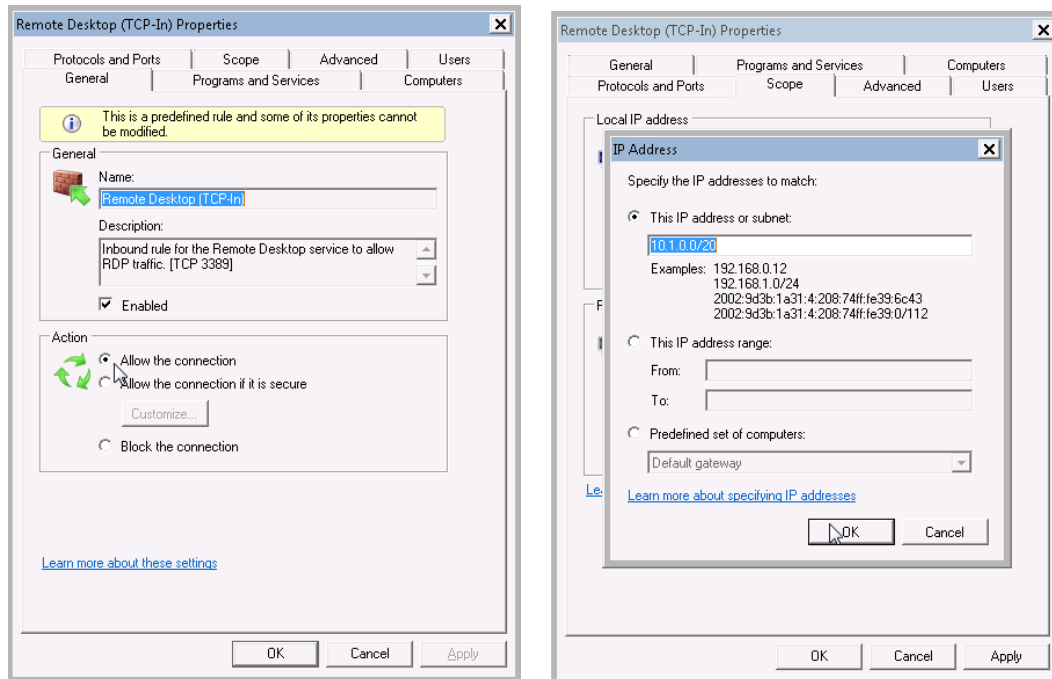 Remote Desktop (TCP-In) Properties
Protocols and Ports Scope Advanced Users
General Programs and Services Computers
This is a predefined rule and some of its properties cannot
be modified.
General
Name:
Remote Desktop (TCP-In)
Description:
Inbound rule for the Remote Desktop service to allow
RDP traffic. [TCP 3389]
Enabled
Action
Allow the connection
Allow the connection if it is secure
Customize...
Block the connection
Learn more about these settings
OK Cancel Apply
Remote Desktop (TCP-In) Properties
General Programs and Services Computers
Protocols and Ports Scope Advanced Users
Local IP address
IP Address
Specify the IP addresses to match:
This IP address or subnet:
10.1.0.0/20
Examples: 192.168.0.12
192.168.1.0/24
2002:9d3b:1a31:4:208:74ff:fe39:6c43
2002:9d3b:1a31:4:208:74ff:fe39:0/112
This IP address range:
From:
To:
Predefined set of computers:
Default gateway
Learn more about specifying IP addresses
OK Cancel
OK Cancel Apply